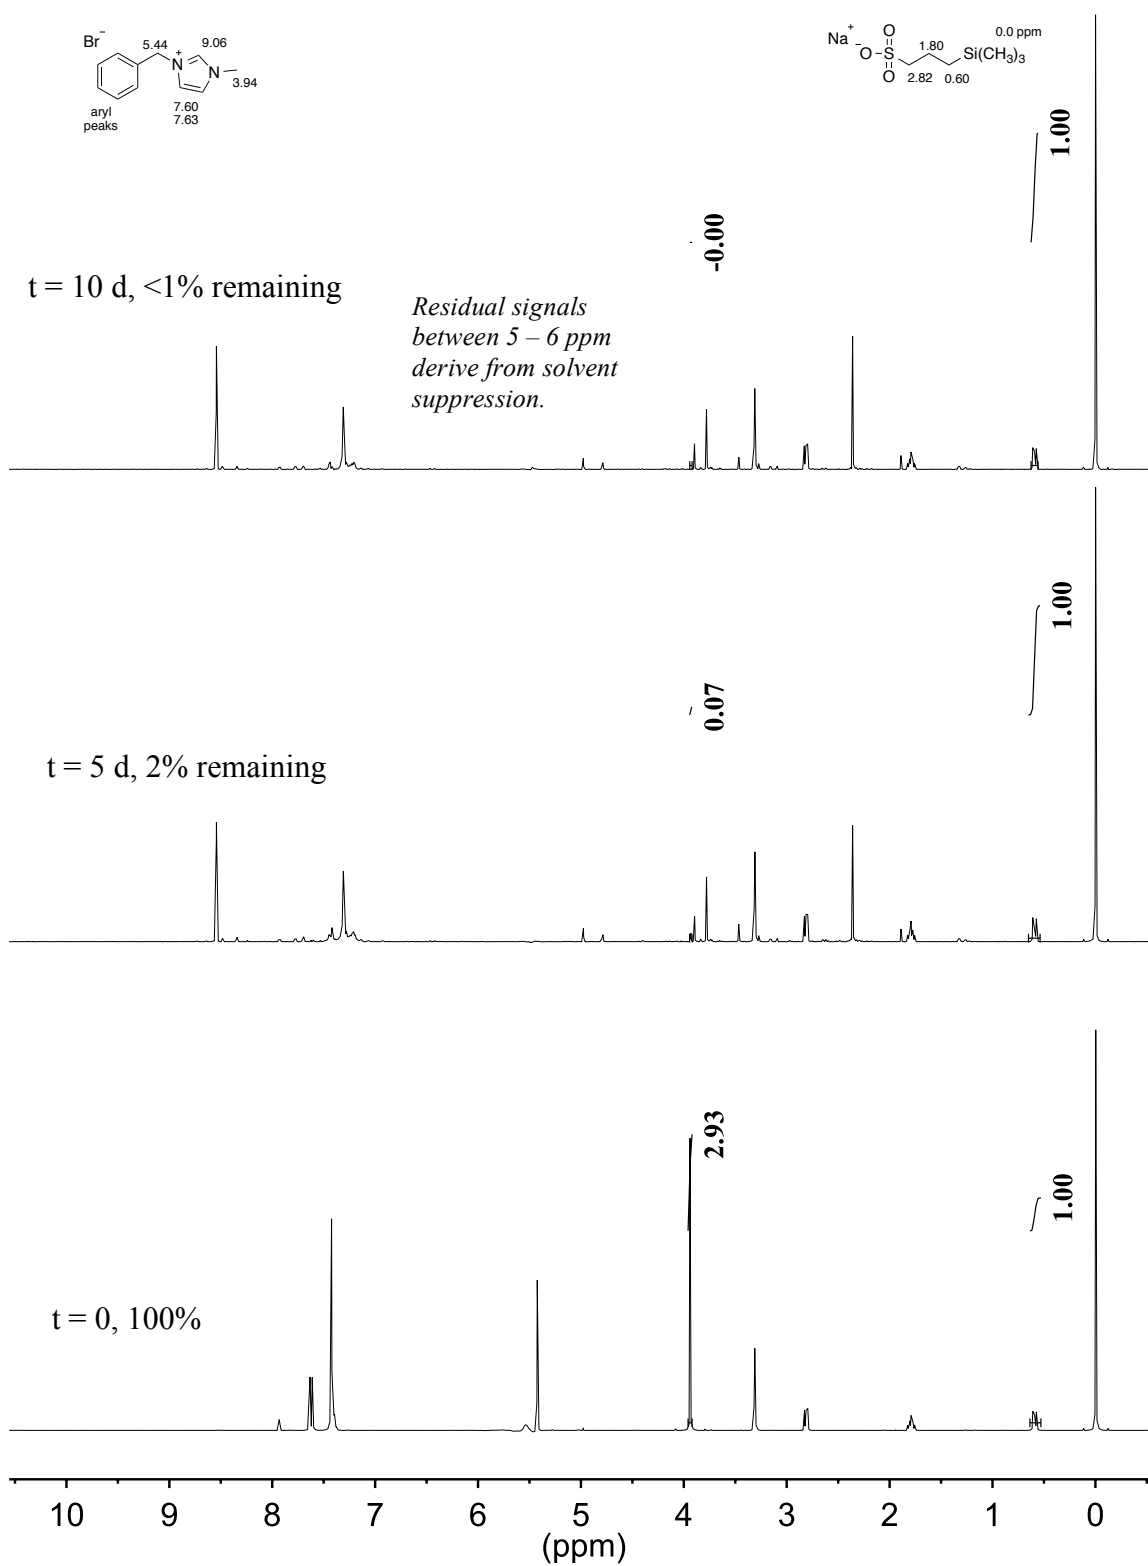 Br⁻
5.44
+
9.06
N
N
3.94
aryl
peaks
7.60
7.63
Na⁺
⁻O
O
S
O
1.80
0.0 ppm
Si(CH₃)₃
2.82
0.60
1.00
-0.00
t = 10 d, <1% remaining
Residual signals
between 5 – 6 ppm
derive from solvent
suppression.
1.00
0.07
t = 5 d, 2% remaining
2.93
1.00
t = 0, 100%
10 9 8 7 6 5 4 3 2 1 0
(ppm)